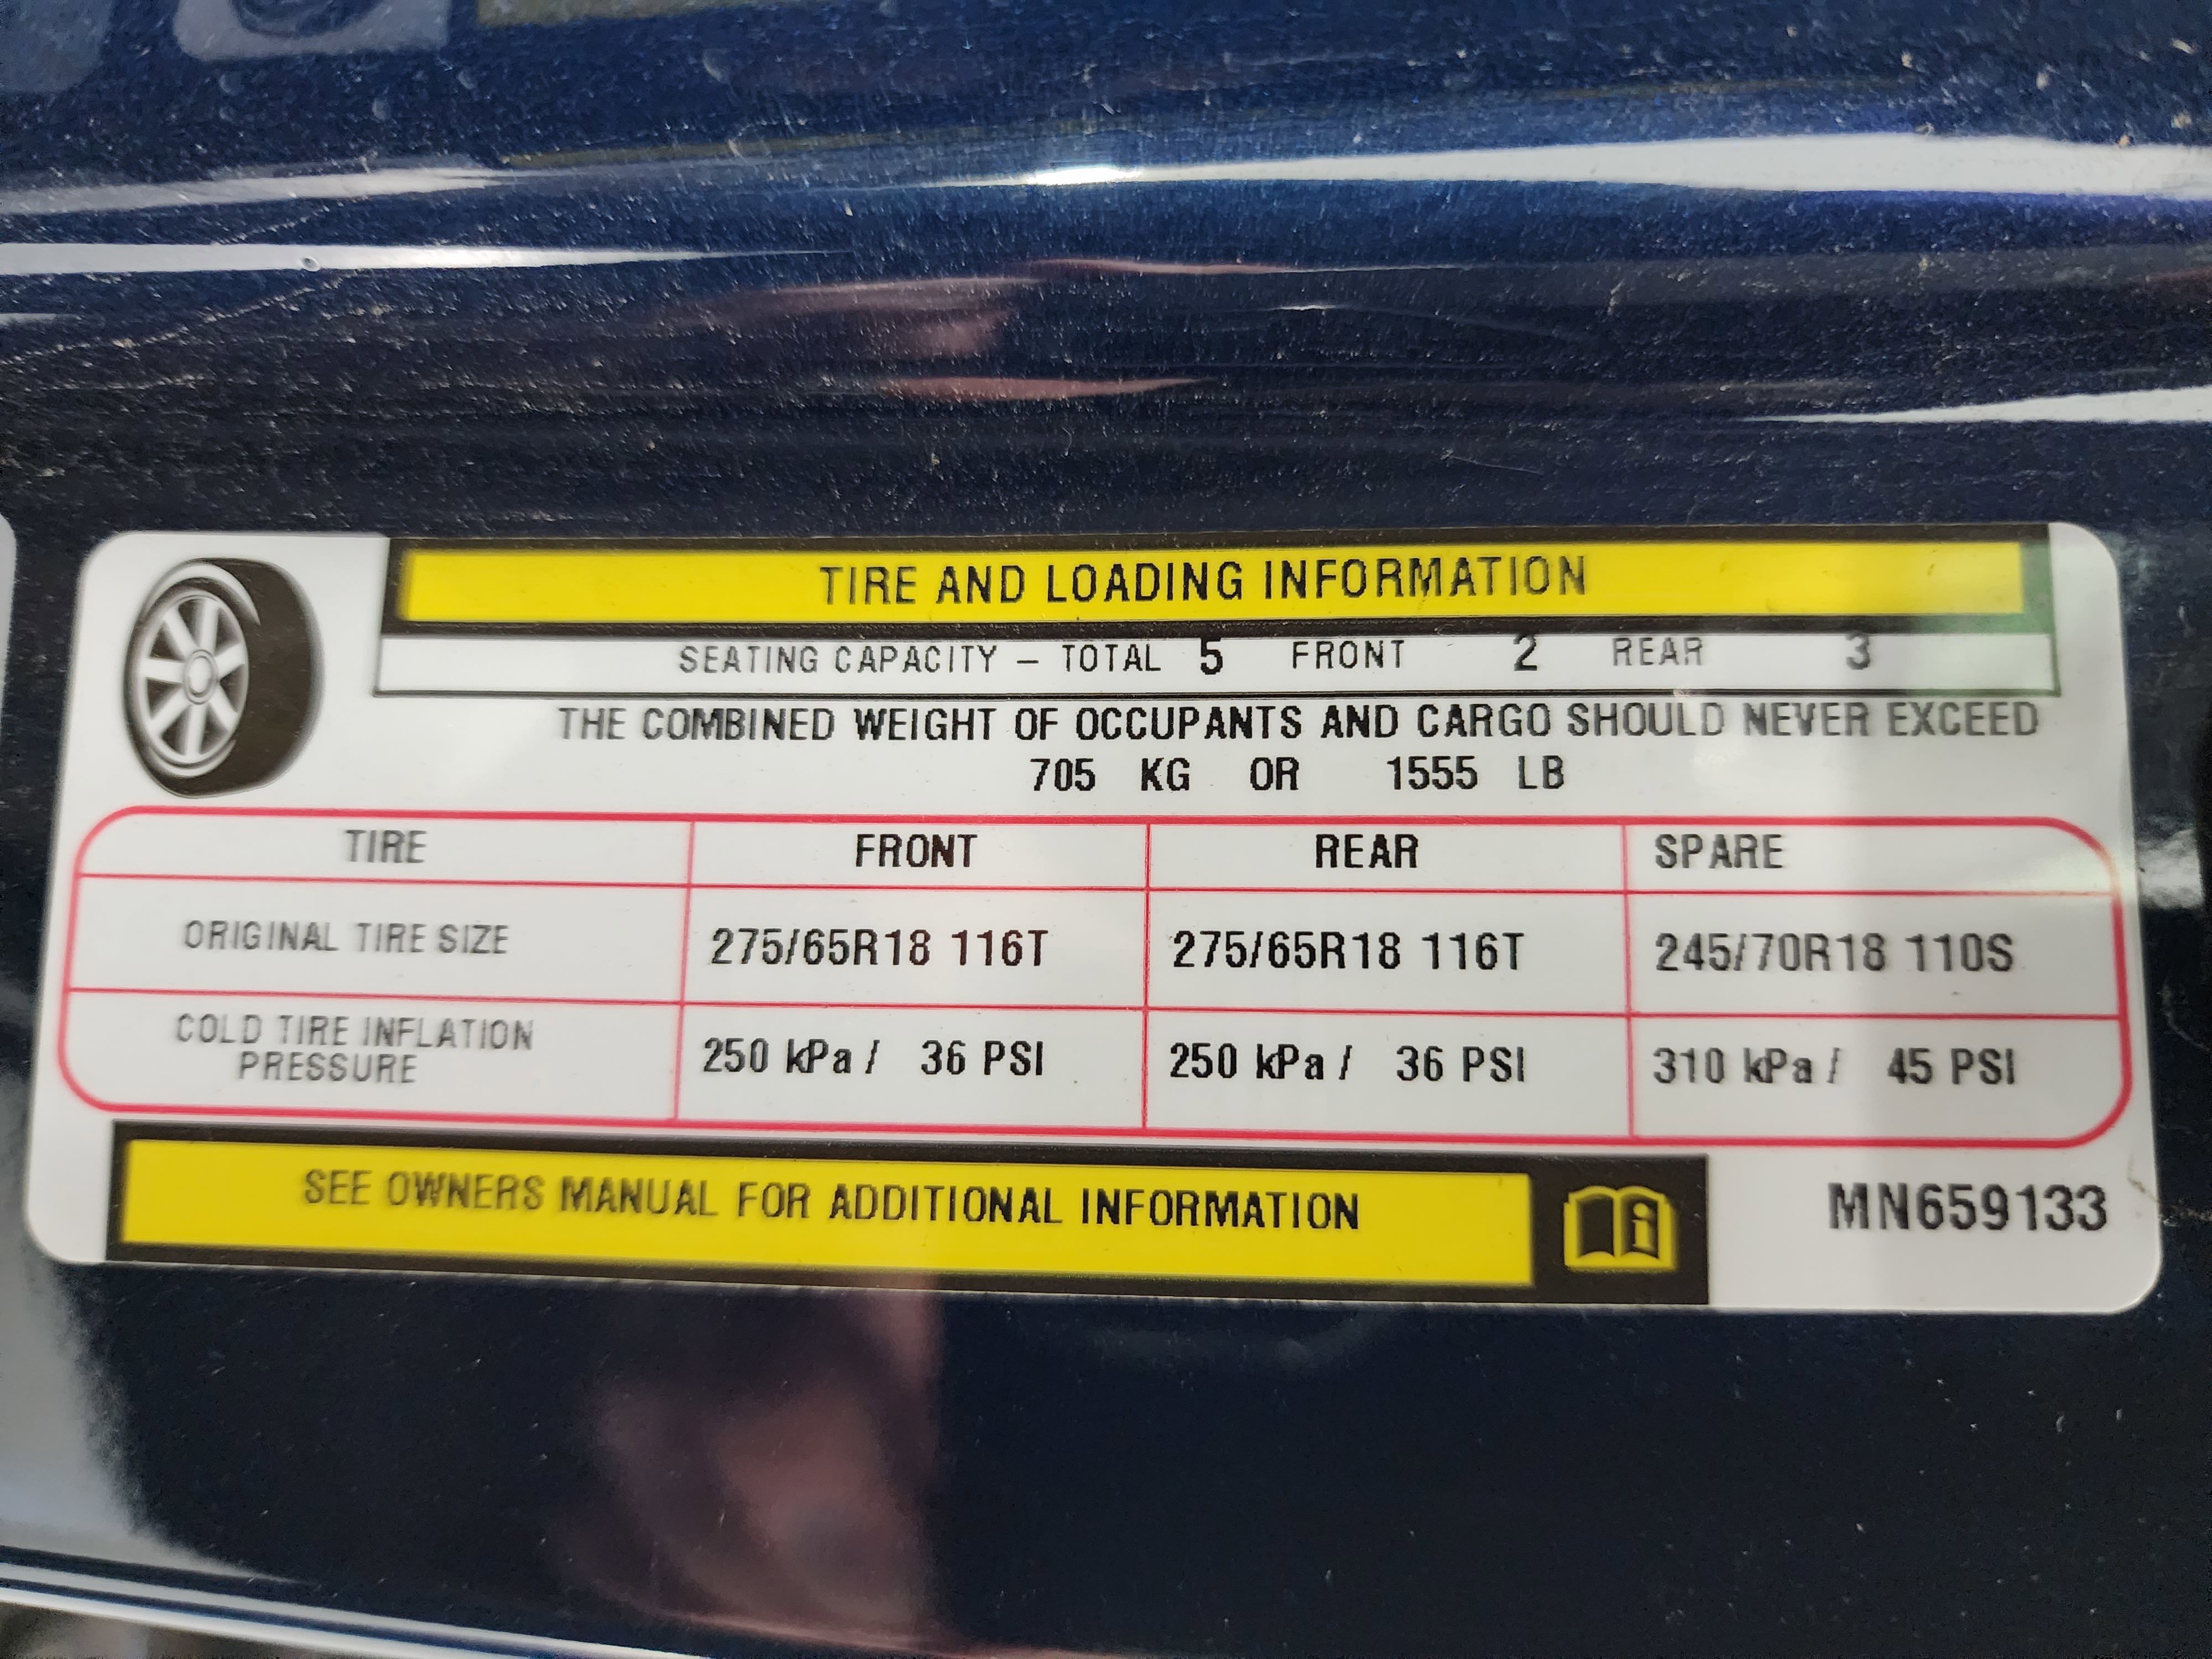 TIRE AND LOADING INFORMATION
SEATING CAPACITY – TOTAL 5 FRONT 2 REAR 3
THE COMBINED WEIGHT OF OCCUPANTS AND CARGO SHOULD NEVER EXCEED
705 KG OR 1555 LB
TIRE FRONT REAR SPARE
ORIGINAL TIRE SIZE 275/65R18 116T 275/65R18 116T 245/70R18 110S
COLD TIRE INFLATION
PRESSURE 250 kPa / 36 PSI 250 kPa / 36 PSI 310 kPa / 45 PSI
SEE OWNERS MANUAL FOR ADDITIONAL INFORMATION
MN659133